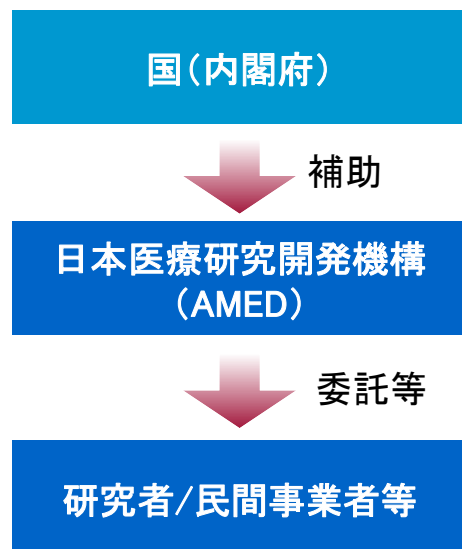 国（内閣府）
補助
日本医療研究開発機構
（AMED）
委託等
研究者/民間事業者等